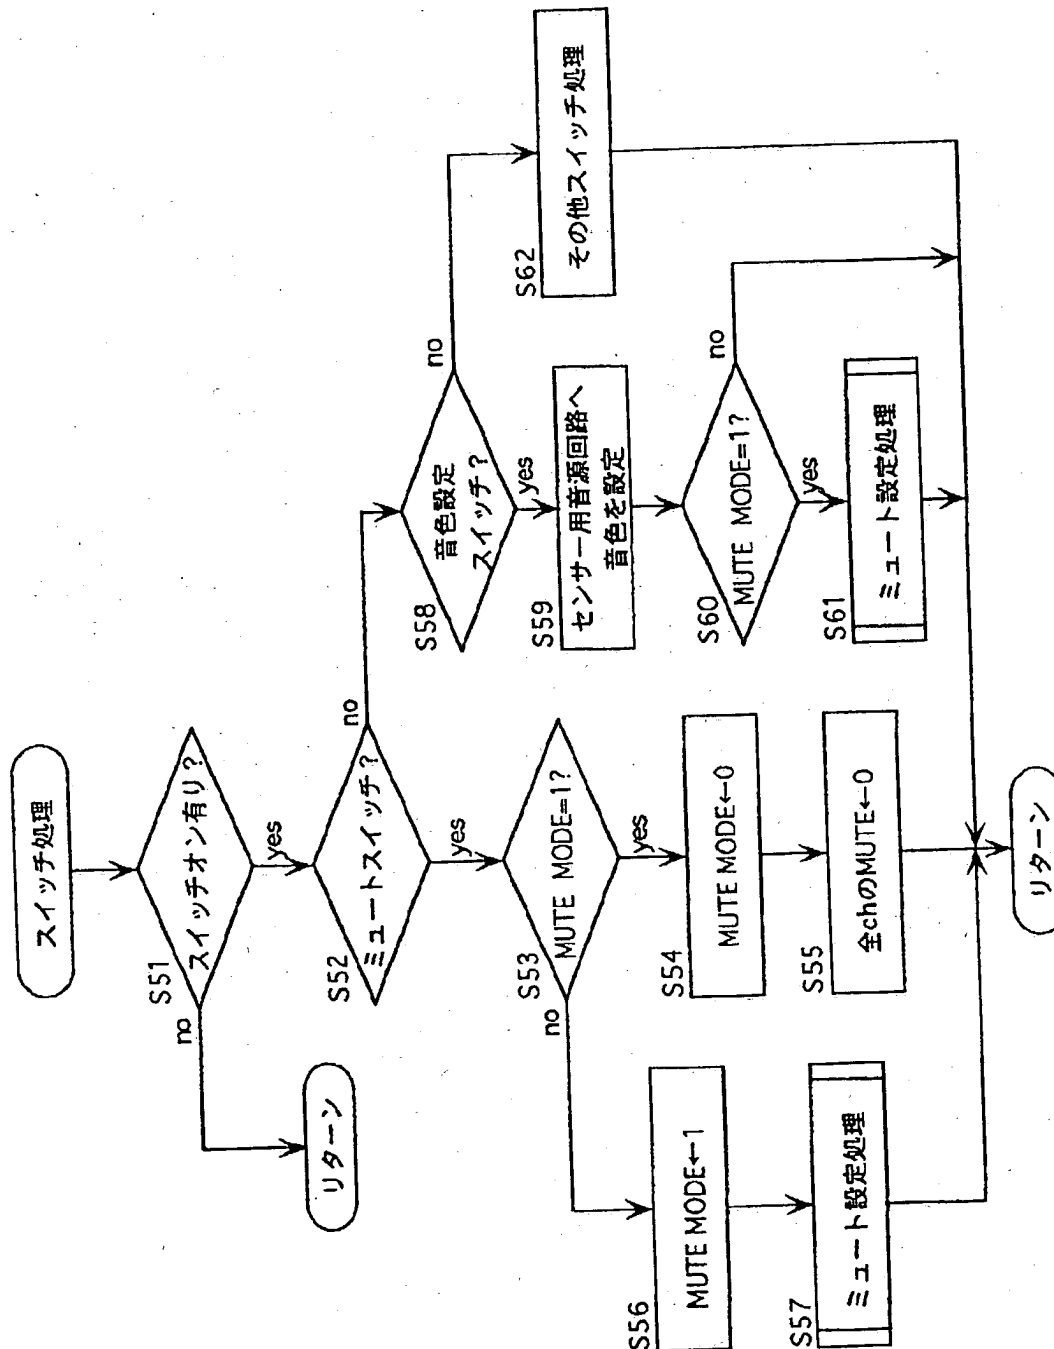 スイッチ処理
S51
スイッチオン有り?
no
yes
リターン
S52
ミュートスイッチ?
no
yes
S53
MUTE MODE=1?
no
yes
S54
MUTE MODE←0
S55
全chのMUTE←0
S56
MUTE MODE←1
S57
ミュート設定処理
S58
音色設定
スイッチ?
no
yes
S59
センサー用音源回路へ
音色を設定
S60
MUTE MODE=1?
no
yes
S61
ミュート設定処理
S62
その他スイッチ処理
リターン